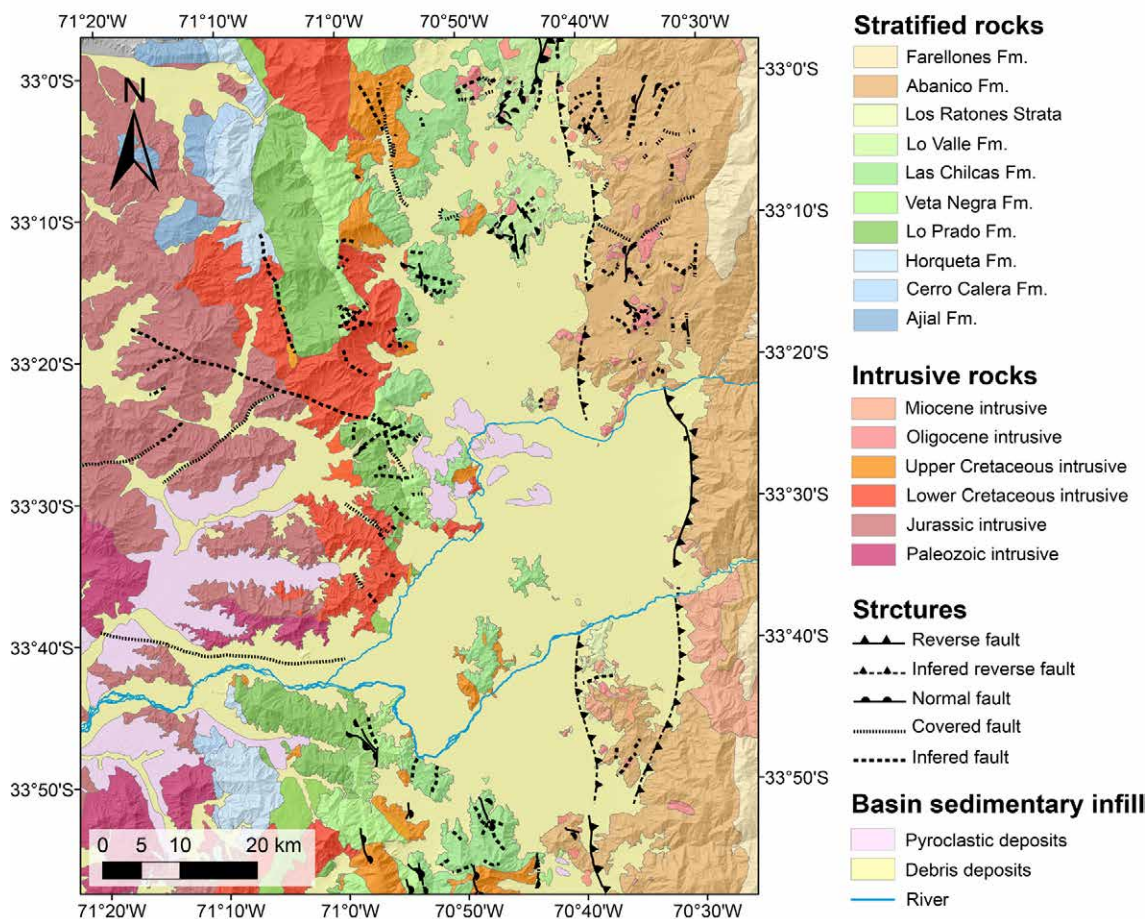 71°20'W 71°10'W 71°0'W 70°50'W 70°40'W 70°30'W
33°0'S 33°0'S
N
33°10'S 33°10'S
33°20'S 33°20'S
33°30'S 33°30'S
33°40'S 33°40'S
33°50'S 33°50'S
0 5 10 20 km
71°20'W 71°10'W 71°0'W 70°50'W 70°40'W 70°30'W
Stratified rocks
Farellones Fm.
Abanico Fm.
Los Ratones Strata
Lo Valle Fm.
Las Chilcas Fm.
Veta Negra Fm.
Lo Prado Fm.
Horqueta Fm.
Cerro Calera Fm.
Ajial Fm.
Intrusive rocks
Miocene intrusive
Oligocene intrusive
Upper Cretaceous intrusive
Lower Cretaceous intrusive
Jurassic intrusive
Paleozoic intrusive
Strctures
Reverse fault
Infered reverse fault
Normal fault
Covered fault
Infered fault
Basin sedimentary infill
Pyroclastic deposits
Debris deposits
River